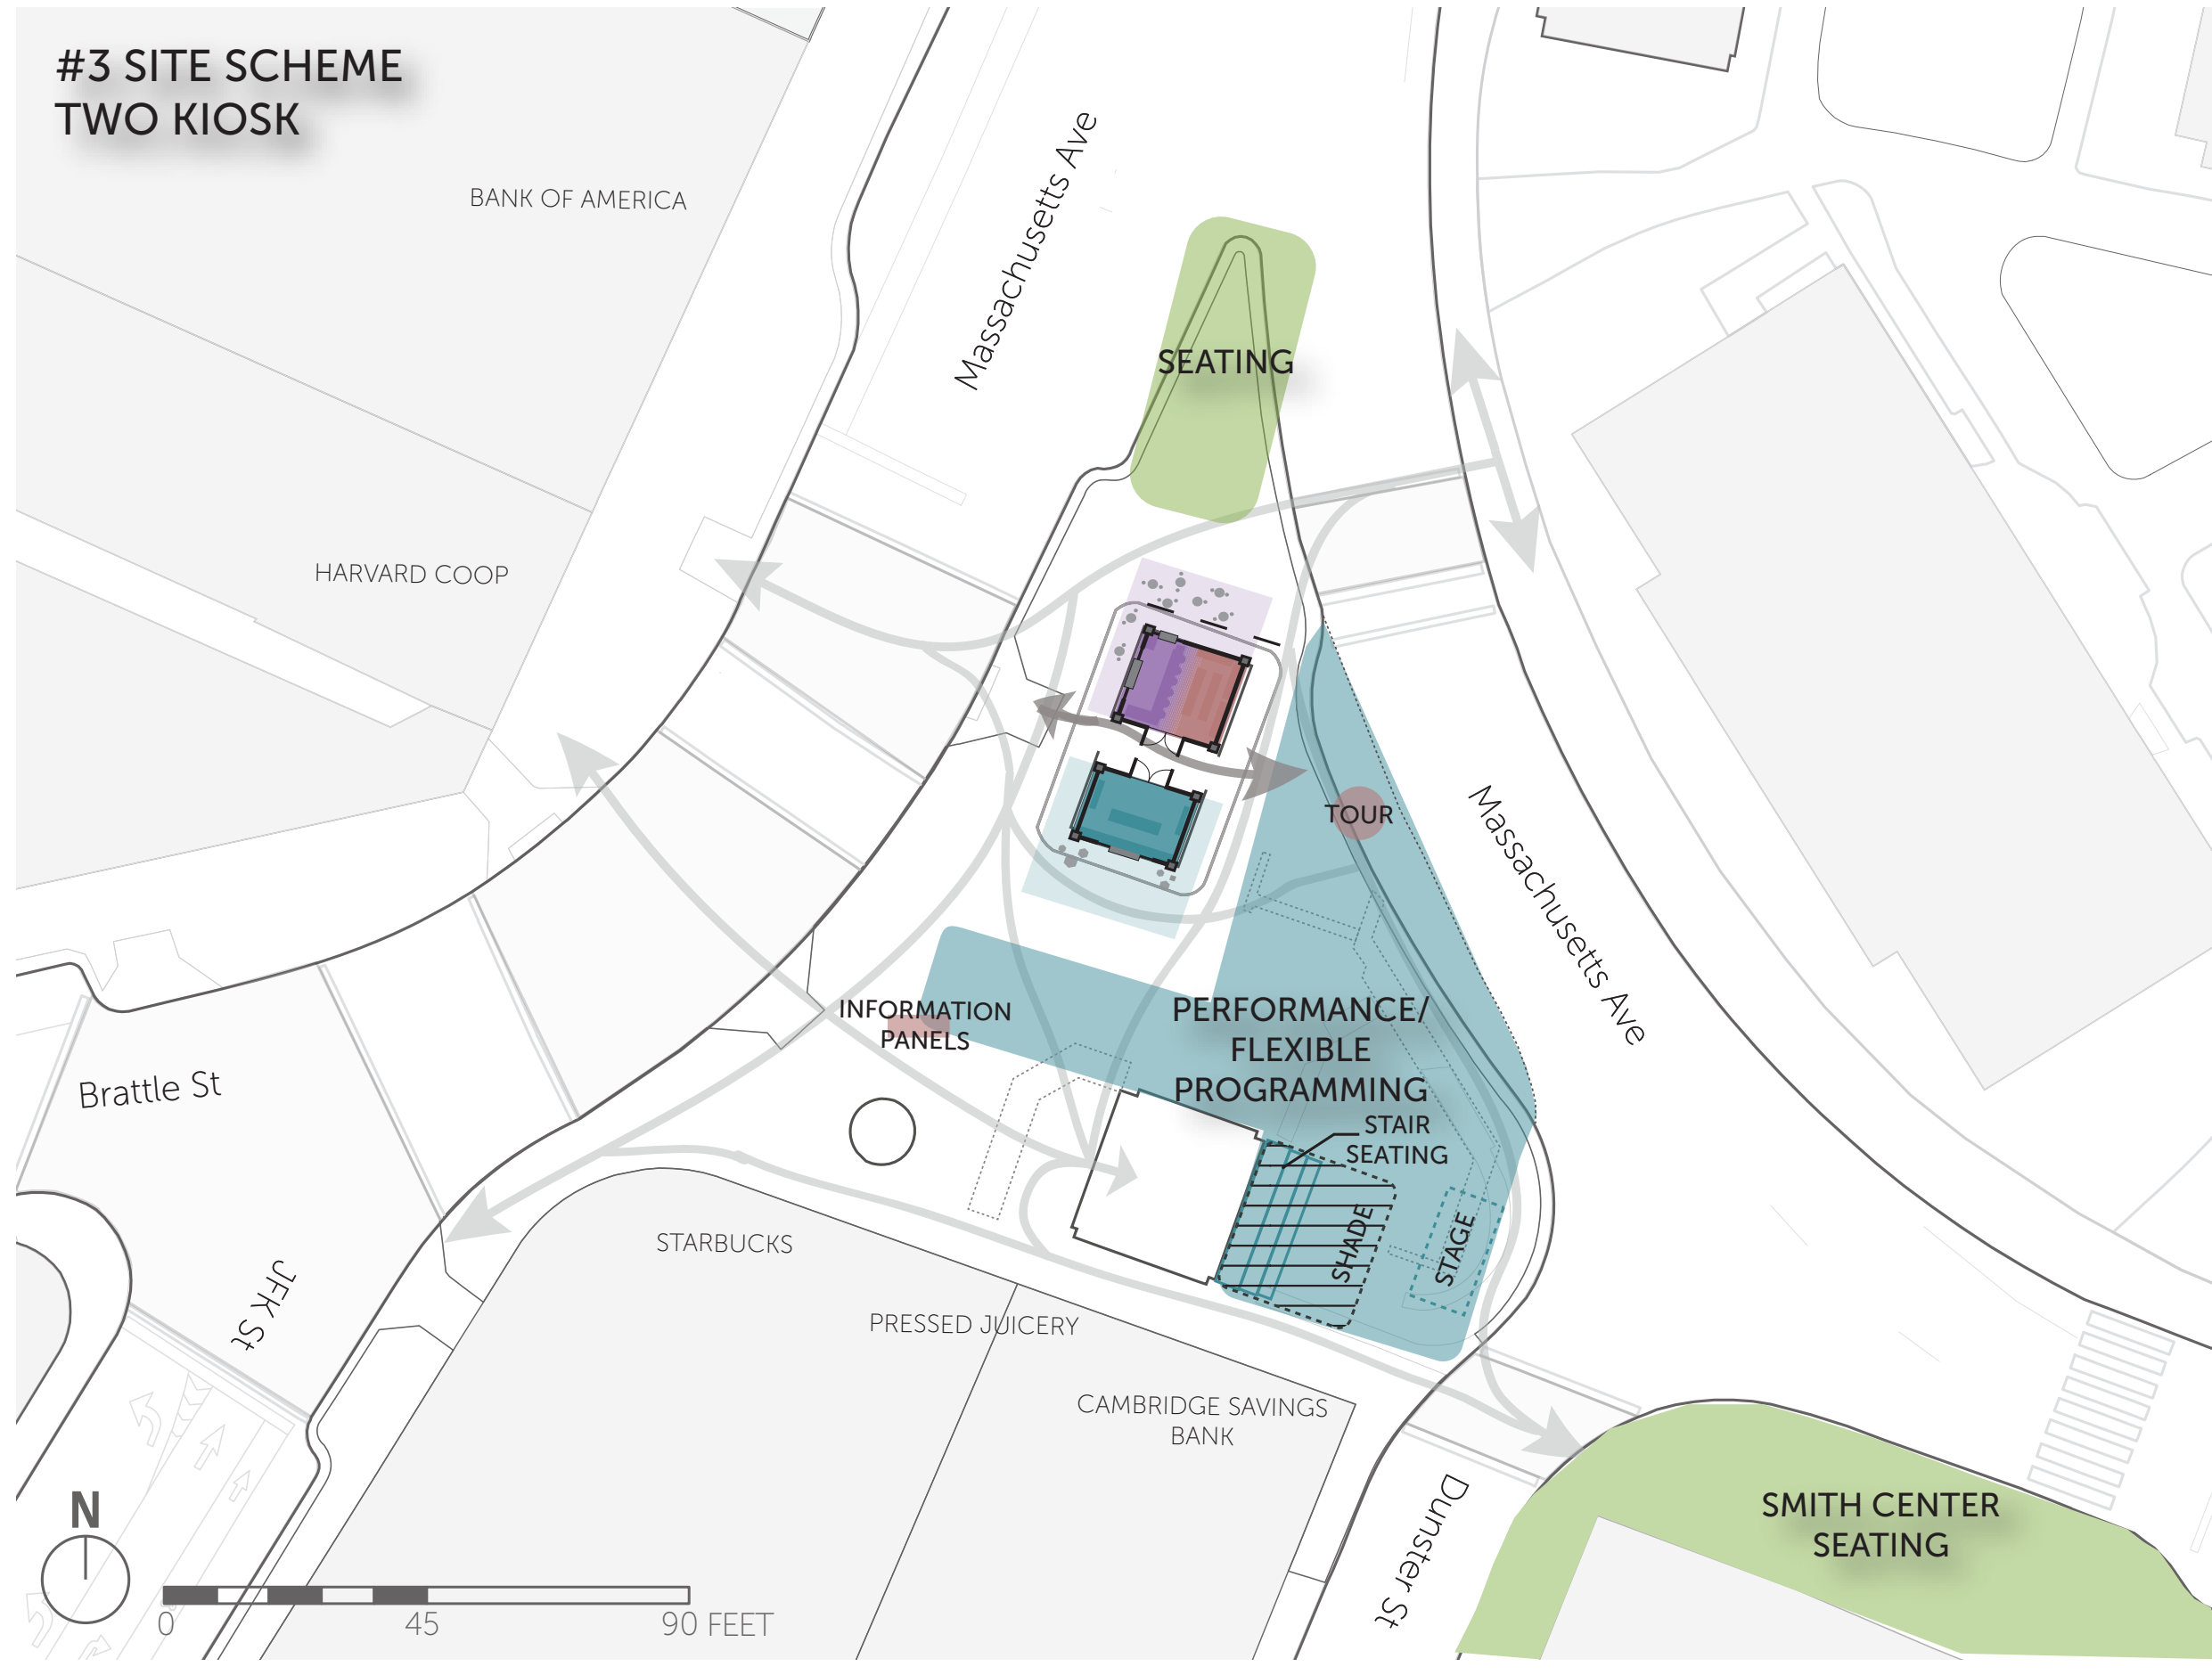 #3 SITE SCHEME
TWO KIOSK
BANK OF AMERICA
Massachusetts Ave
SEATING
HARVARD COOP
TOUR
Massachusetts Ave
INFORMATION
PANELS
PERFORMANCE/
FLEXIBLE
PROGRAMMING
STAIR
SEATING
Brattle St
SHADE
STAGE
STARBUCKS
JFK St
PRESSED JUICERY
CAMBRIDGE SAVINGS
BANK
Dunster St
SMITH CENTER
SEATING
N
0 45 90 FEET